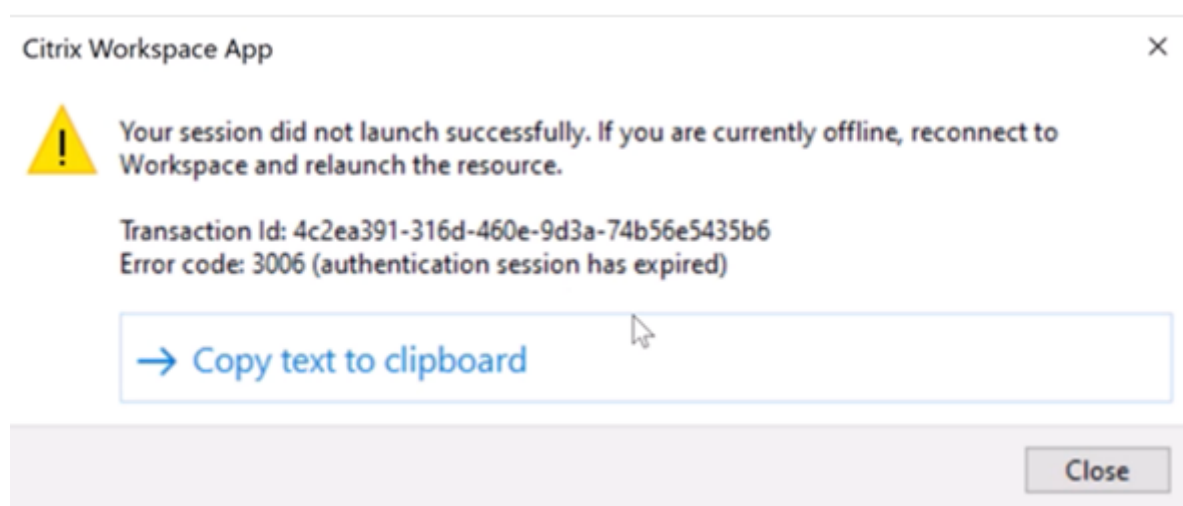 Citrix Workspace App
Your session did not launch successfully. If you are currently offline, reconnect to
Workspace and relaunch the resource.
Transaction Id: 4c2ea391-316d-460e-9d3a-74b56e5435b6
Error code: 3006 (authentication session has expired)
Copy text to clipboard
Close